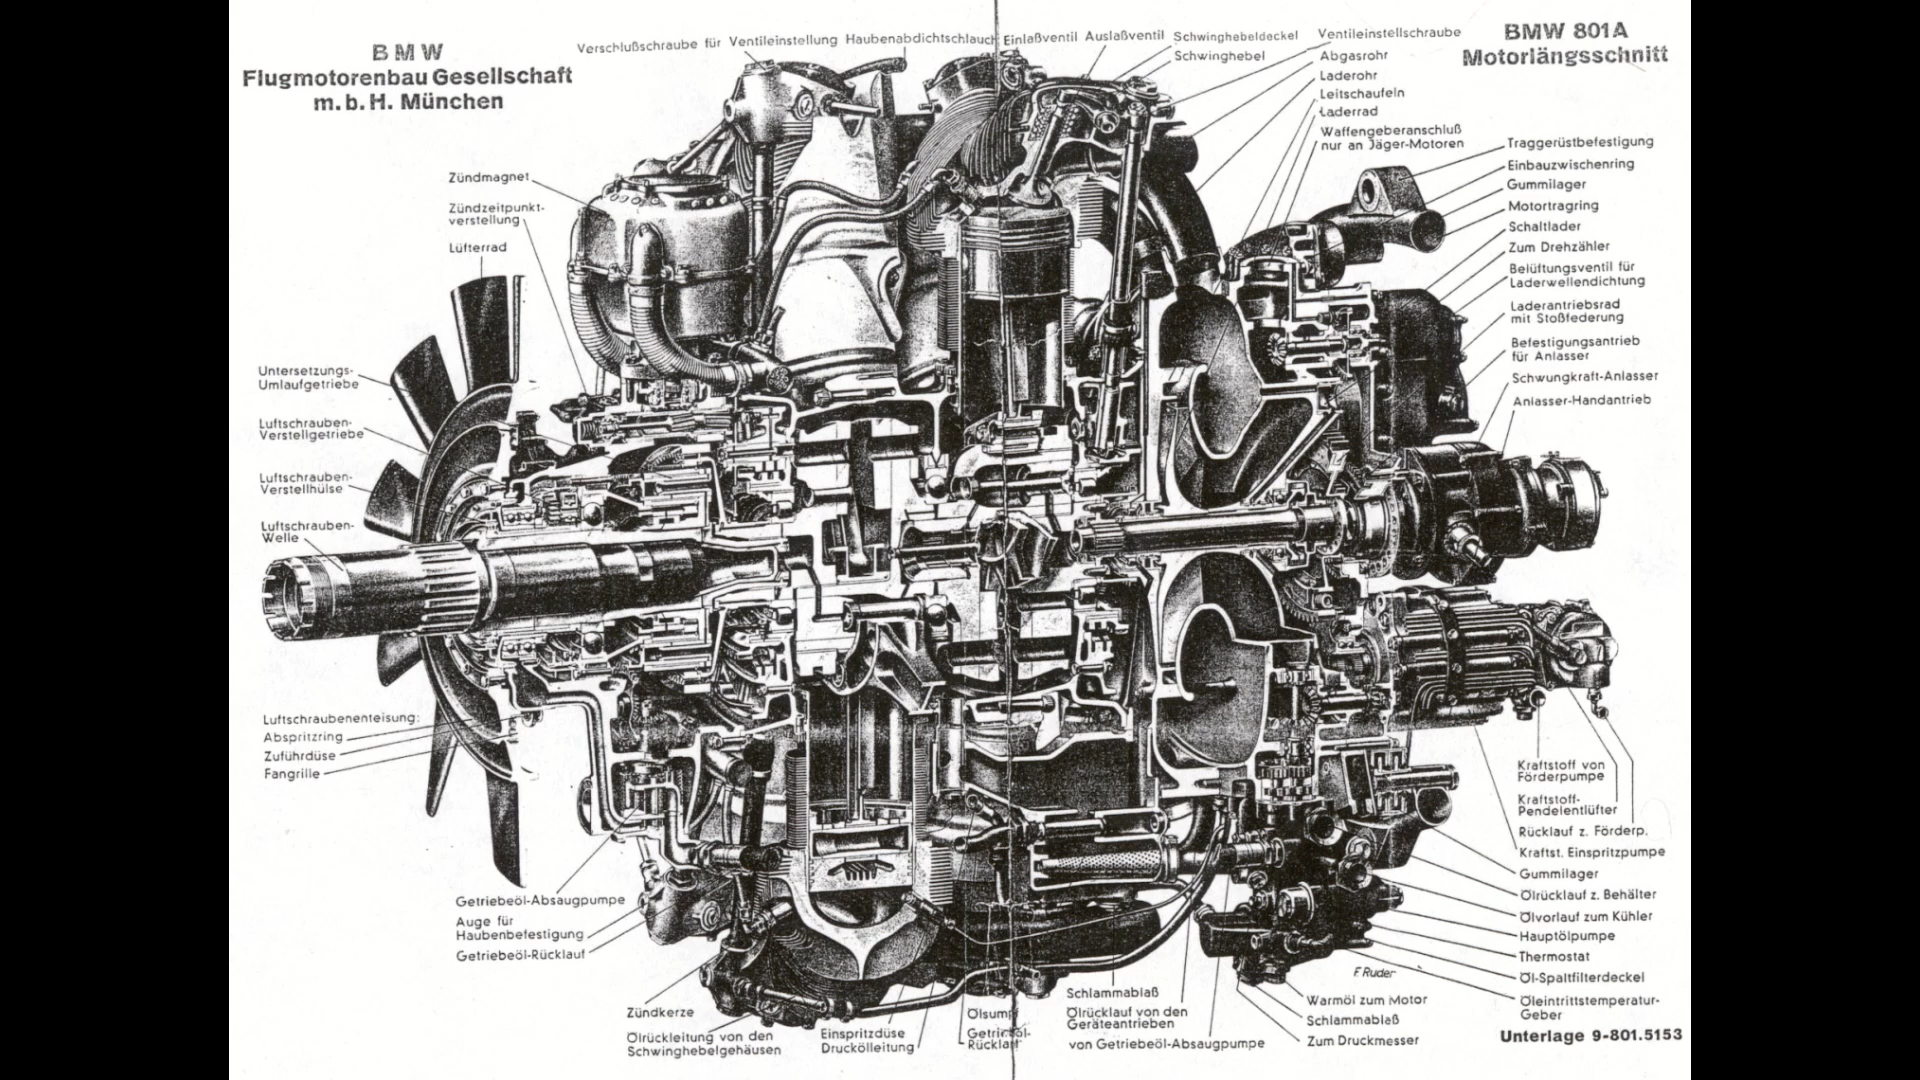 BMW
Flugmotorenbau Gesellschaft
m.b.H. München
BMW 801A
Motorlängsschnitt
Verschlußschraube für Ventileinstellung
Haubenabdichtschlauch
Einlaßventil
Auslaßventil
Schwinghebeldeckel
Schwinghebel
Ventileinstellschraube
Abgasrohr
Laderohr
Leitschaufeln
Laderrad
Waffengeberanschluß
nur an Jäger-Motoren
Traggerüstbefestigung
Einbauzwischenring
Gummilager
Motortragring
Schaltlader
Zum Drehzähler
Belüftungsventil für
Laderwellendichtung
Laderantriebsrad
mit Stoßfederung
Befestigungsantrieb
für Anlasser
Schwungkraft-Anlasser
Anlasser-Handantrieb
Zündmagnet
Zündzeitpunkt-
verstellung
Lüfterrad
Untersetzungs-
Umlaufgetriebe
Luftschrauben-
Verstellgetriebe
Luftschrauben-
Verstellhülse
Luftschrauben-
Welle
Luftschraubenenteisung:
Abspritzring
Zuführdüse
Fangrille
Getriebeöl-Absaugpumpe
Auge für
Haubenbefestigung
Getriebeöl-Rücklauf
Zündkerze
Ölrückleitung von den
Schwinghebelgehäusen
Einspritzdüse
Druckölleitung
Ölsumpf
Getriebeöl-
Rücklauf
Schlammablaß
Ölrücklauf von den
Geräteantrieben
von Getriebeöl-Absaugpumpe
Kraftstoff von
Förderpumpe
Kraftstoff-
Pendelentlüfter
Rücklauf z. Förderp.
Kraftst. Einspritzpumpe
Gummilager
Ölrücklauf z. Behälter
Ölvorlauf zum Kühler
Hauptölpumpe
Thermostat
Öl-Spaltfilterdeckel
Öleintrittstemperatur-
Geber
F. Ruder
Warmöl zum Motor
Schlammablaß
Zum Druckmesser
Unterlage 9-801.5153